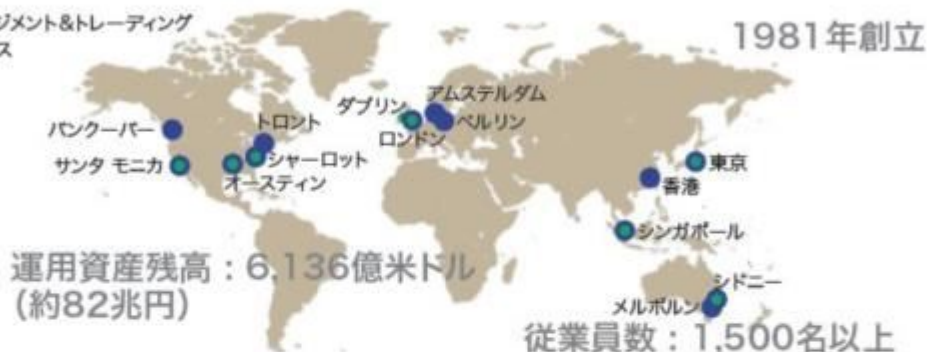 ジメント&トレーディング
ス
1981年創立
ダブリン
アムステルダム
バンクーバー
トロント
ベルリン
ロンドン
サンタ モニカ
シャーロット
オースティン
東京
香港
シンガポール
運用資産残高：6,136億米ドル
(約82兆円)
シドニー
メルボルン
従業員数：1,500名以上